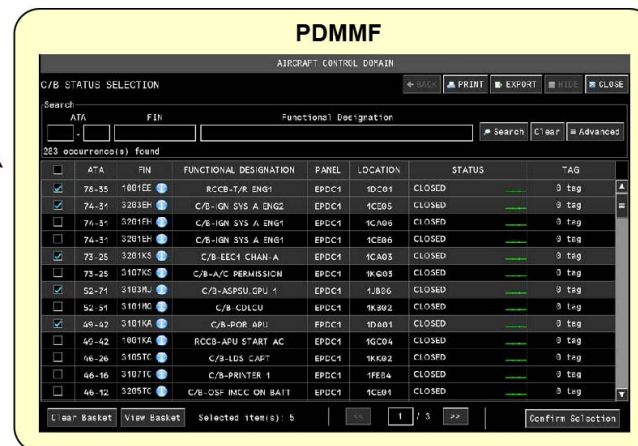 PDMMF
AIRCRAFT CONTROL DOMAIN
C/B STATUS SELECTION
BACK PRINT EXPORT HIDE CLOSE
Search
ATA FIN Functional Designation
- Search Clear Advanced
283 occurrence(s) found
ATA FIN FUNCTIONAL DESIGNATION PANEL LOCATION STATUS TAG
78-35 1001EE RCCB-T/R ENG1 EPDC1 1DC01 CLOSED 0 tag
74-31 3203EH C/B-IGN SYS A ENG2 EPDC1 1CE05 CLOSED 0 tag
74-31 3201EH C/B-IGN SYS A ENG1 EPDC1 1CA06 CLOSED 0 tag
74-31 3201EH C/B-IGN SYS A ENG1 EPDC1 1CE06 CLOSED 0 tag
73-25 3201KS C/B-EEC1 CHAN-A EPDC1 1CA03 CLOSED 0 tag
73-25 3107KS C/B-A/C PERMISSION EPDC1 1KG03 CLOSED 0 tag
52-71 3103MJ C/B-ASPSU,GPU 1 EPDC1 1JB06 CLOSED 0 tag
52-51 3101MQ C/B-CDLCU EPDC1 1KB02 CLOSED 0 tag
49-42 3101KA C/B-POR APU EPDC1 1DA01 CLOSED 0 tag
49-42 1001KA RCCB-APU START AC EPDC1 1GC04 CLOSED 0 tag
46-26 3105TC C/B-LDS CAPT EPDC1 1KK02 CLOSED 0 tag
46-16 3107TC C/B-PRINTER 1 EPDC1 1FE04 CLOSED 0 tag
46-12 3205TC C/B-OSF IMCC ON BATT EPDC1 1CE01 CLOSED 0 tag
Clear Basket View Basket Selected item(s): 5 << 1 / 3 >> Confirm Selection